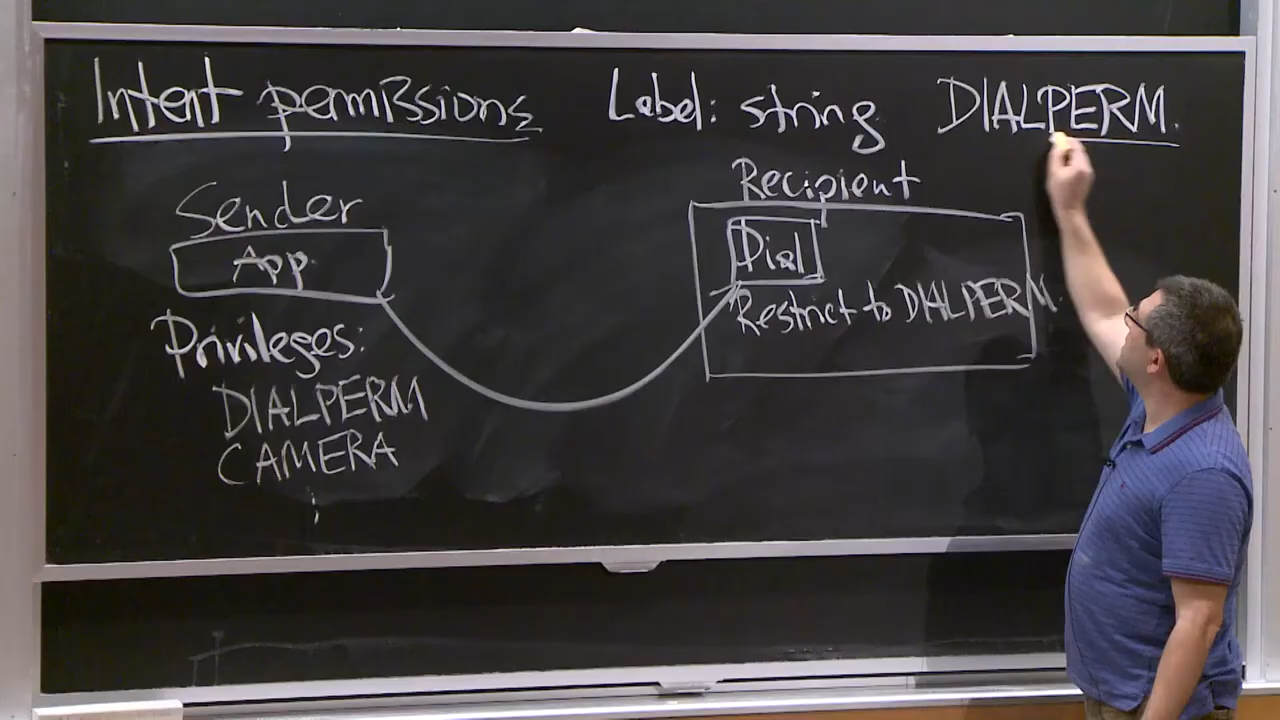 Intent permissions
Label: string DIALPERM.
Sender
App
Privileges:
DIALPERM
CAMERA
Recipient
Dial
Restrict to DIALPERM.